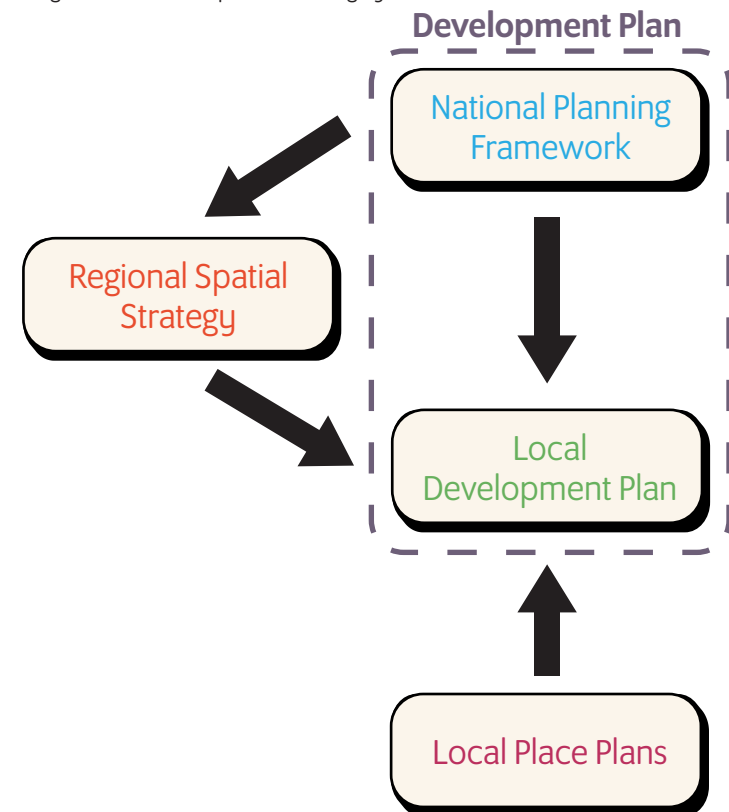 Development Plan
National Planning
Framework
Regional Spatial
Strategy
Local
Development Plan
Local Place Plans